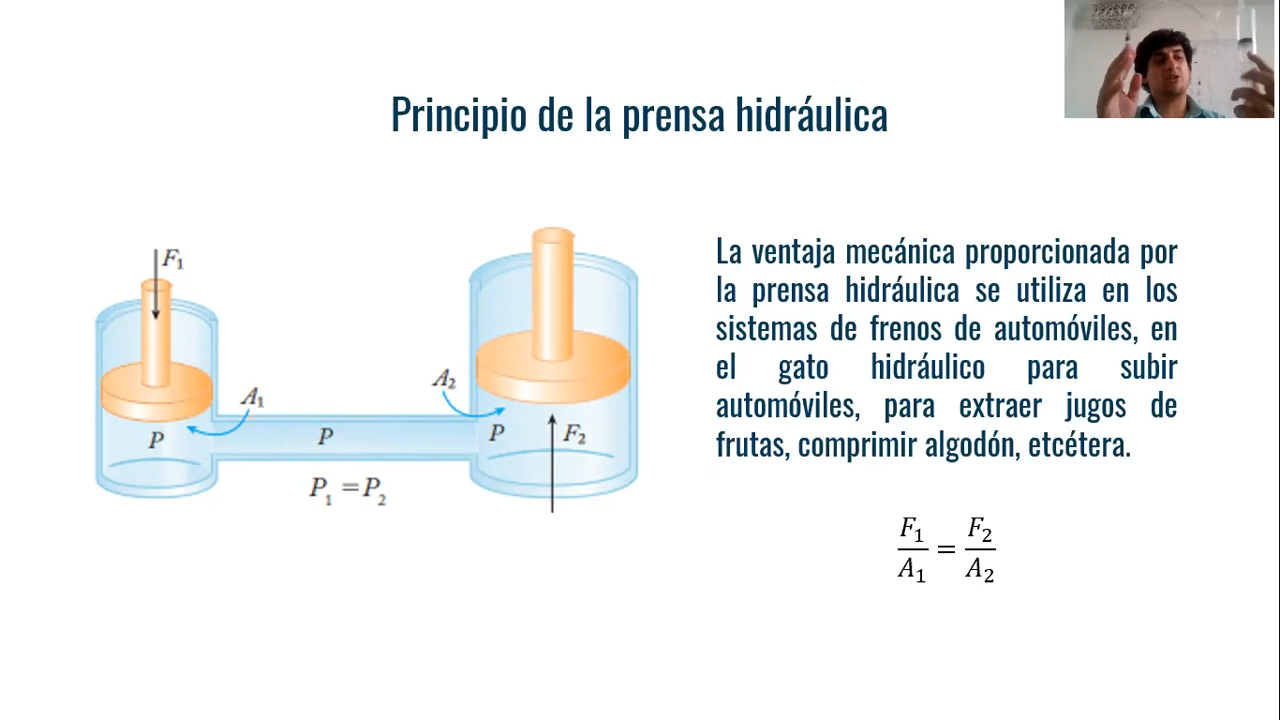 Principio de la prensa hidráulica
F₁
A₁
A₂
P
P
P
F₂
P₁ = P₂
La ventaja mecánica proporcionada por
la prensa hidráulica se utiliza en los
sistemas de frenos de automóviles, en
el gato hidráulico para subir
automóviles, para extraer jugos de
frutas, comprimir algodón, etcétera.
F₁/A₁ = F₂/A₂